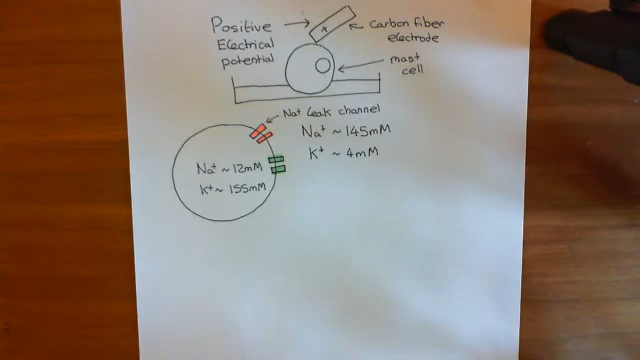 Positive
Electrical
potential
+
Carbon fiber
electrode
mast
cell
Na+ Leak channel
Na+ ~ 145mM
K+ ~ 4mM
Na+ ~ 12mM
K+ ~ 155mM